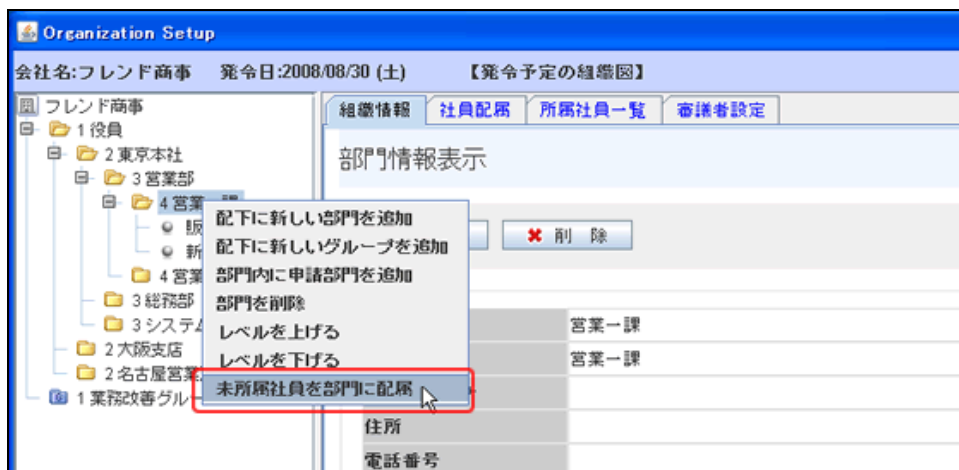 Organization Setup
会社名:フレンド商事 発令日:2008/08/30 (土) 【発令予定の組織図】
フレンド商事
1 役員
2 東京本社
3 営業部
4 営業一課
販
新
4 営業
3 総務部
3 システム
2 大阪支店
2 名古屋営業
1 業務改善グルー
配下に新しい部門を追加
配下に新しいグループを追加
部門内に申請部門を追加
部門を削除
レベルを上げる
レベルを下げる
未所属社員を部門に配属
組織情報 社員配属 所属社員一覧 審議者設定
部門情報表示
削 除
営業一課
営業一課
住所
電話番号